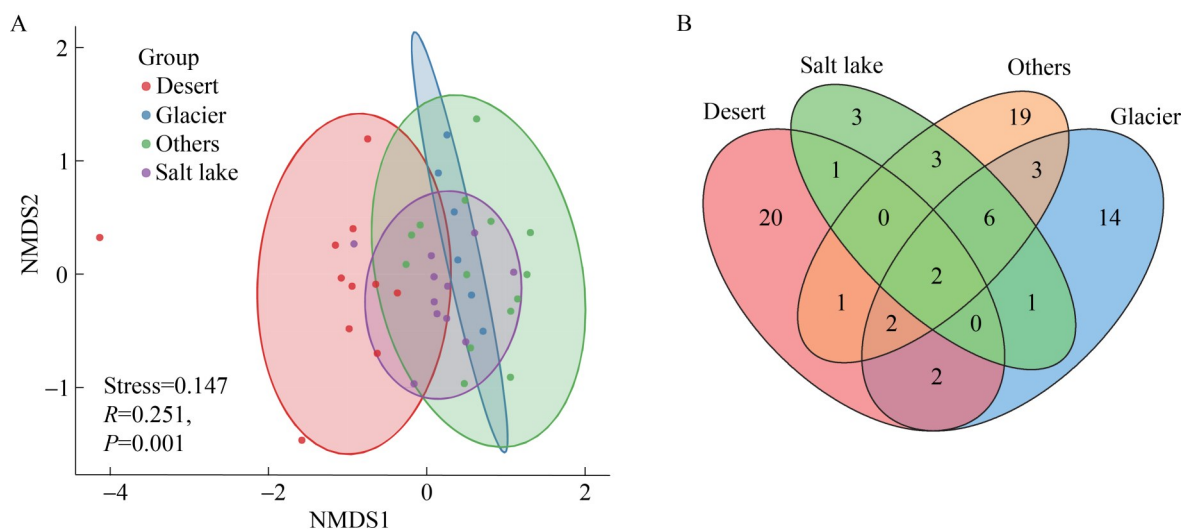 A
Group
Desert
Glacier
Others
Salt lake
2
1
0
−1
NMDS2
Stress=0.147
R=0.251,
P=0.001
−4
−2
0
2
NMDS1
B
Salt lake
Others
Desert
Glacier
3
19
1
3
3
20
0
6
14
2
1
2
0
1
2